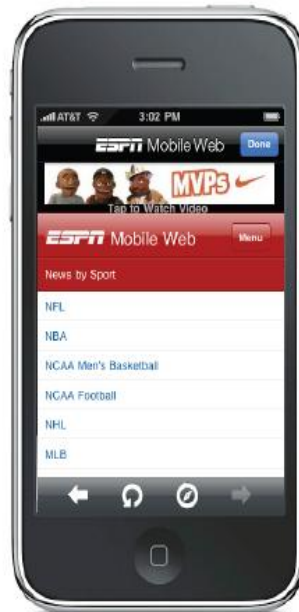 AT&T 3:02 PM
ESPN Mobile Web Done
MVPs
Tap to Watch Video
ESPN Mobile Web Menu
News by Sport
NFL
NBA
NCAA Men's Basketball
NCAA Football
NHL
MLB